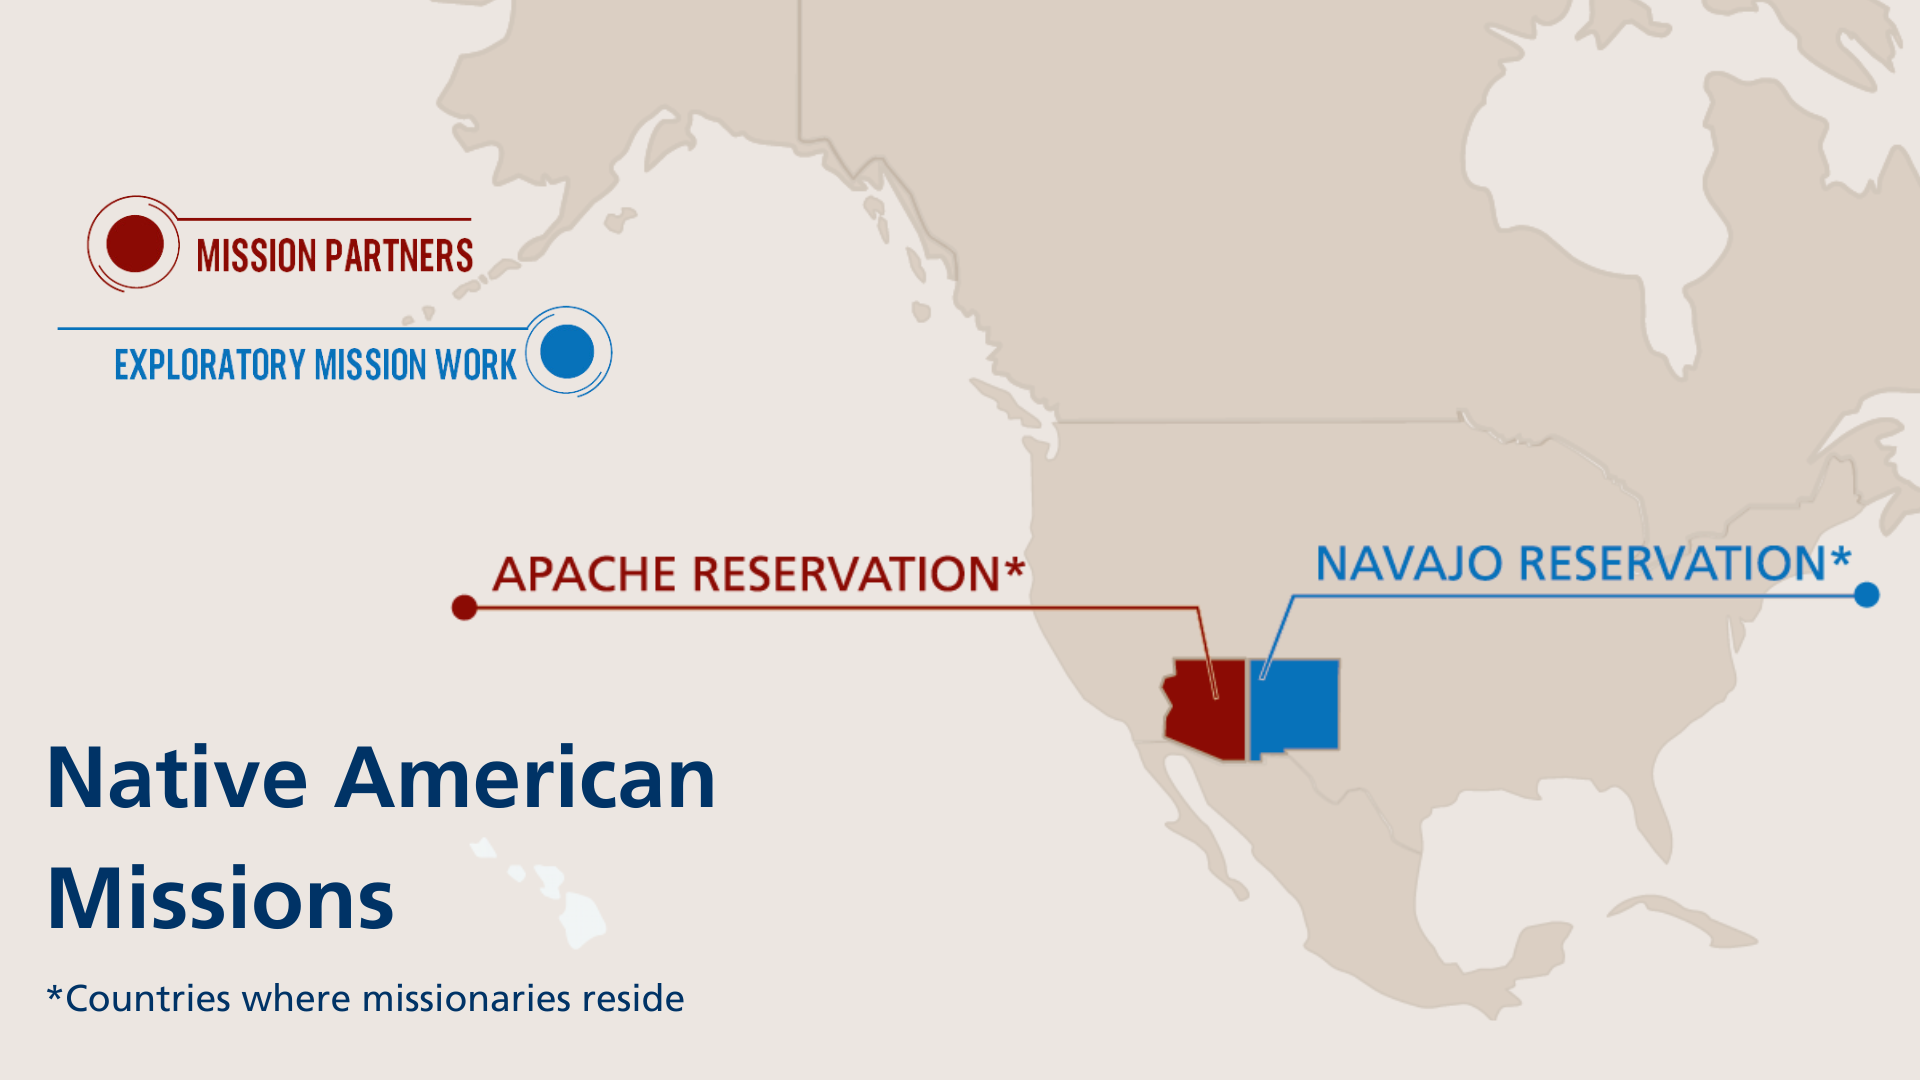 MISSION PARTNERS
EXPLORATORY MISSION WORK
APACHE RESERVATION*
NAVAJO RESERVATION*
Native American
Missions
*Countries where missionaries reside